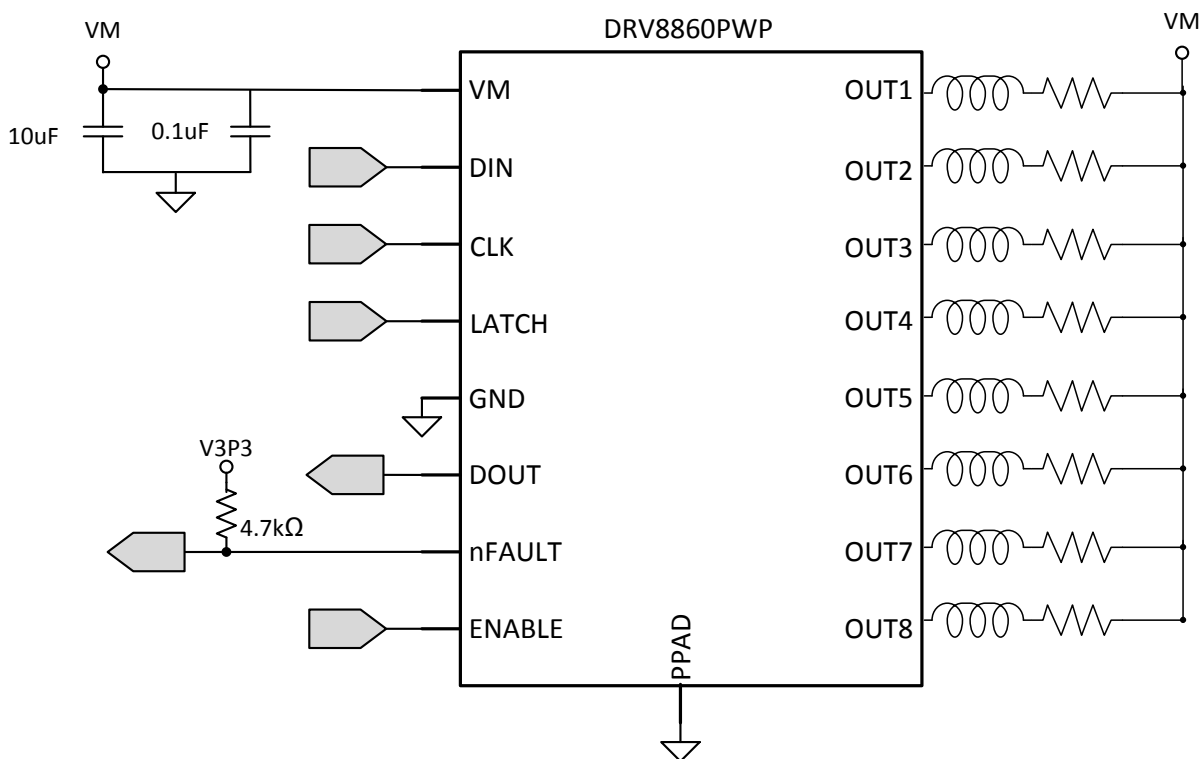 DRV8860PWP
VM
VM
10uF
0.1uF
VM
DIN
CLK
LATCH
GND
DOUT
nFAULT
ENABLE
V3P3
4.7kΩ
PPAD
OUT1
OUT2
OUT3
OUT4
OUT5
OUT6
OUT7
OUT8